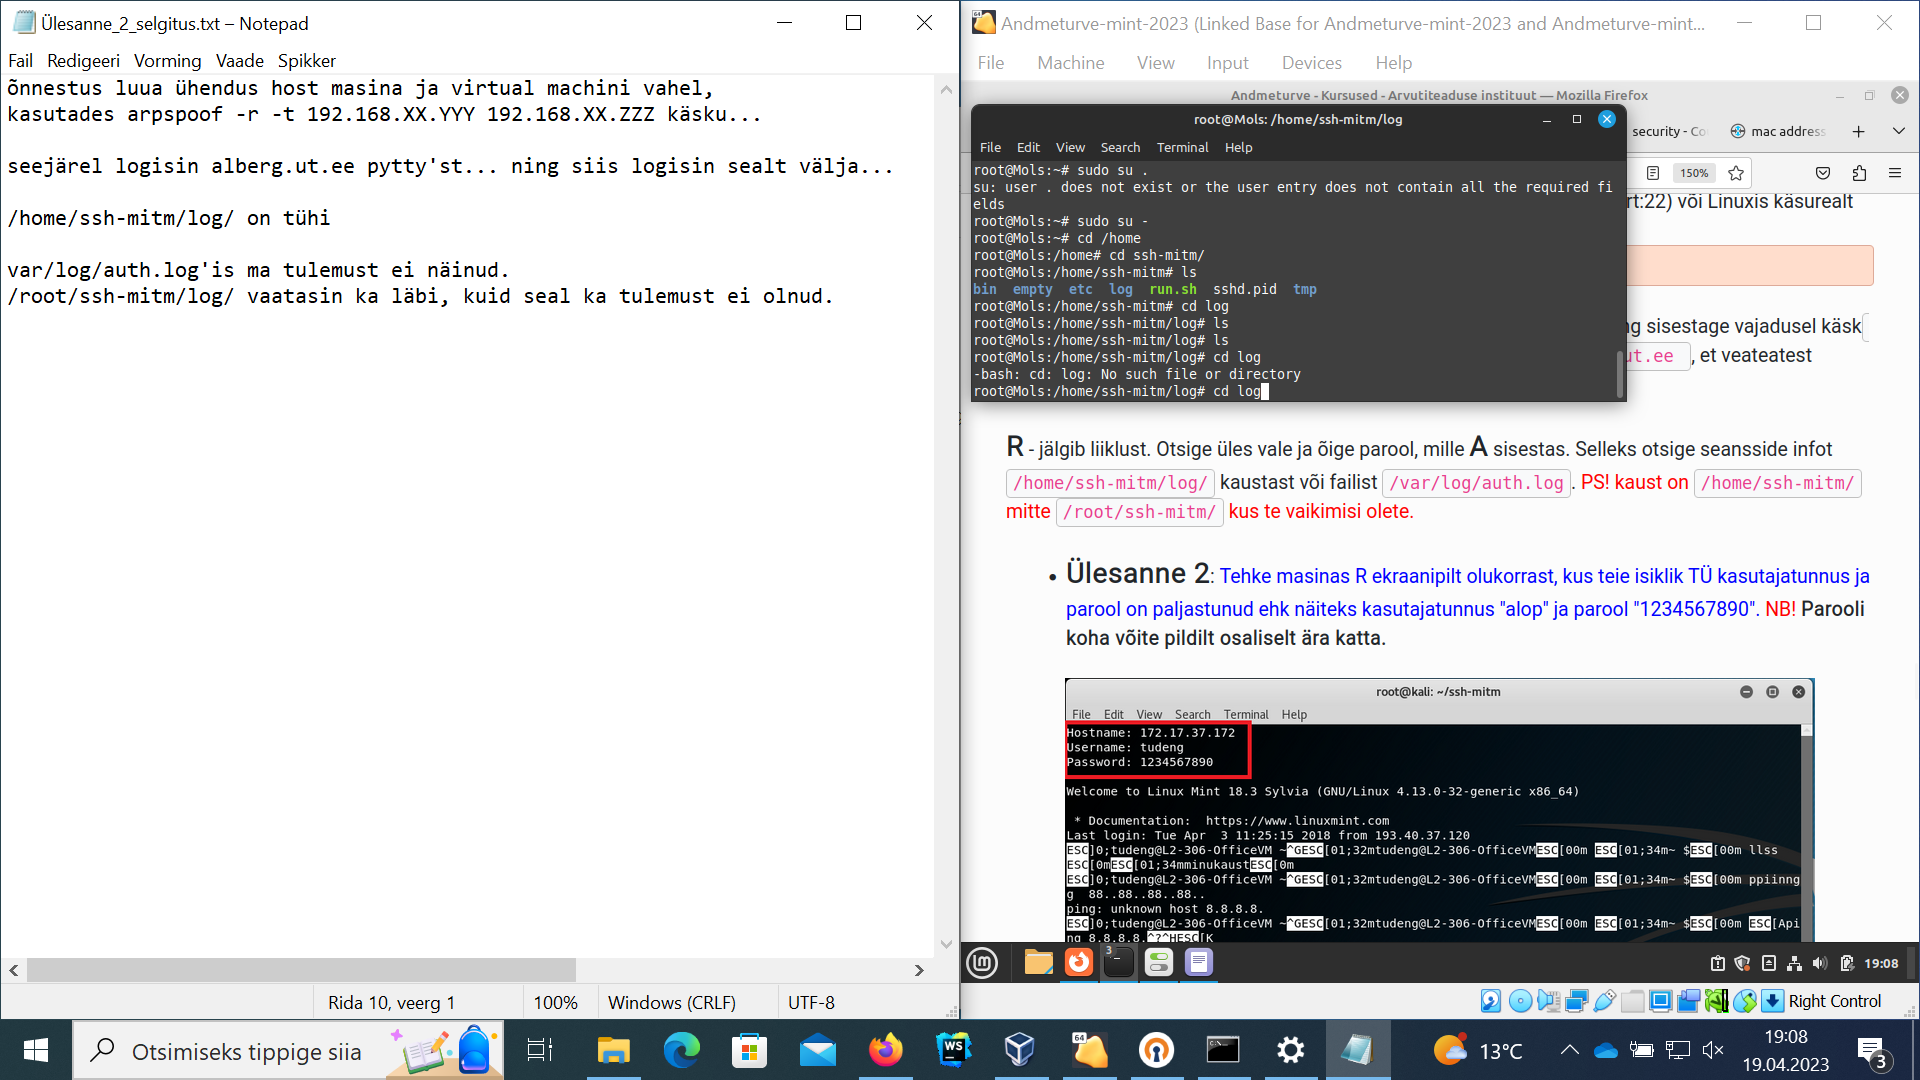 Ülesanne_2_selgitus.txt – Notepad
Fail Redigeeri Vorming Vaade Spikker
õnnestus luua ühendus host masina ja virtual machini vahel,
kasutades arpspoof -r -t 192.168.XX.YYY 192.168.XX.ZZZ käsku...
seejärel logisin alberg.ut.ee pytty'st... ning siis logisin sealt välja...
/home/ssh-mitm/log/ on tühi
var/log/auth.log'is ma tulemust ei näinud.
/root/ssh-mitm/log/ vaatasin ka läbi, kuid seal ka tulemust ei olnud.
Rida 10, veerg 1 100% Windows (CRLF) UTF-8
Andmeturve-mint-2023 (Linked Base for Andmeturve-mint-2023 and Andmeturve-mint...
File Machine View Input Devices Help
Andmeturve - Kursused - Arvutiteaduse instituut — Mozilla Firefox
security - Co mac address
150%
root@Mols: /home/ssh-mitm/log
File Edit View Search Terminal Help
root@Mols:~# sudo su .
su: user . does not exist or the user entry does not contain all the required fi
elds
root@Mols:~# sudo su -
root@Mols:~# cd /home
root@Mols:/home# cd ssh-mitm/
root@Mols:/home/ssh-mitm# ls
bin empty etc log run.sh sshd.pid tmp
root@Mols:/home/ssh-mitm# cd log
root@Mols:/home/ssh-mitm/log# ls
root@Mols:/home/ssh-mitm/log# ls
root@Mols:/home/ssh-mitm/log# cd log
-bash: cd: log: No such file or directory
root@Mols:/home/ssh-mitm/log# cd log
rt:22) või Linuxis käsurealt
ng sisestage vajadusel käsk
ut.ee , et veateatest
R - jälgib liiklust. Otsige üles vale ja õige parool, mille A sisestas. Selleks otsige seansside infot
/home/ssh-mitm/log/ kaustast või failist /var/log/auth.log. PS! kaust on /home/ssh-mitm/
mitte /root/ssh-mitm/ kus te vaikimisi olete.
• Ülesanne 2: Tehke masinas R ekraanipilt olukorrast, kus teie isiklik TÜ kasutajatunnus ja
parool on paljastunud ehk näiteks kasutajatunnus "alop" ja parool "1234567890". NB! Parooli
koha võite pildilt osaliselt ära katta.
root@kali: ~/ssh-mitm
File Edit View Search Terminal Help
Hostname: 172.17.37.172
Username: tudeng
Password: 1234567890
Welcome to Linux Mint 18.3 Sylvia (GNU/Linux 4.13.0-32-generic x86_64)
* Documentation: https://www.linuxmint.com
Last login: Tue Apr 3 11:25:15 2018 from 193.40.37.120
ESC]0;tudeng@L2-306-OfficeVM ~^GESC[01;32mtudeng@L2-306-OfficeVMESC[00m ESC[01;34m~ $ESC[00m llss
ESC[0mESC[01;34mminukaustESC[0m
ESC]0;tudeng@L2-306-OfficeVM ~^GESC[01;32mtudeng@L2-306-OfficeVMESC[00m ESC[01;34m~ $ESC[00m ppiinng
g 88..88..88..88..
ping: unknown host 8.8.8.8.
ESC]0;tudeng@L2-306-OfficeVM ~^GESC[01;32mtudeng@L2-306-OfficeVMESC[00m ESC[01;34m~ $ESC[00m ESC[Api
ng 8.8.8.8.^?^HESC[K
3
19:08
Right Control
Otsimiseks tippige siia
WS
64
13°C
19:08
19.04.2023
3